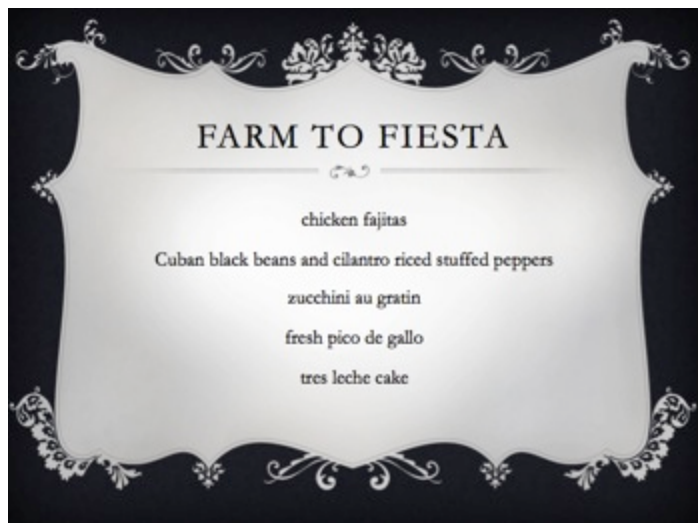 FARM TO FIESTA
chicken fajitas
Cuban black beans and cilantro riced stuffed peppers
zucchini au gratin
fresh pico de gallo
tres leche cake